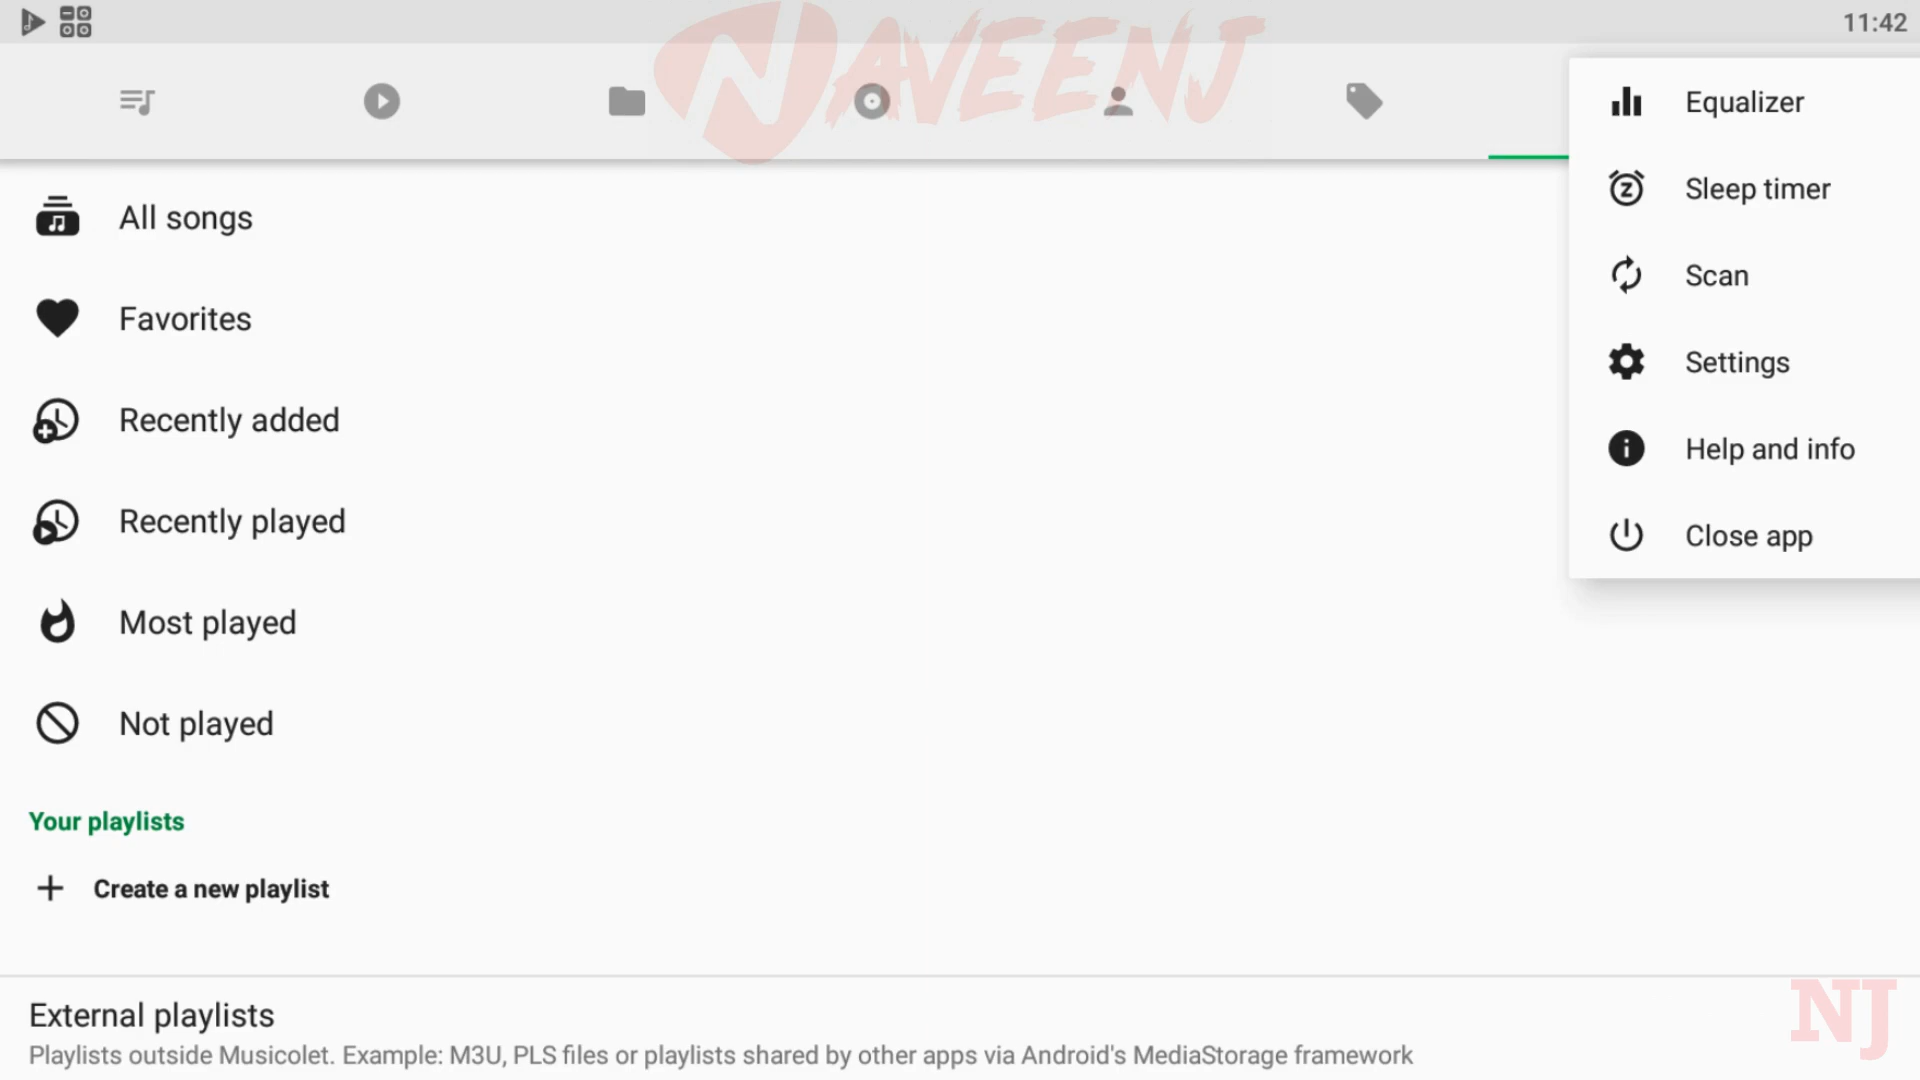 11:42
NAVEENJ
Equalizer
Sleep timer
Scan
Settings
Help and info
Close app
All songs
Favorites
Recently added
Recently played
Most played
Not played
Your playlists
Create a new playlist
External playlists
Playlists outside Musicolet. Example: M3U, PLS files or playlists shared by other apps via Android's MediaStorage framework
NJ